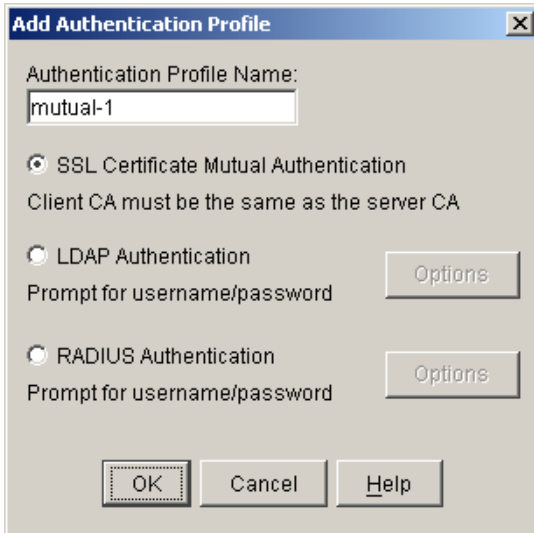 Add Authentication Profile
Authentication Profile Name:
mutual-1
SSL Certificate Mutual Authentication
Client CA must be the same as the server CA
LDAP Authentication
Options
Prompt for username/password
RADIUS Authentication
Options
Prompt for username/password
OK
Cancel
Help